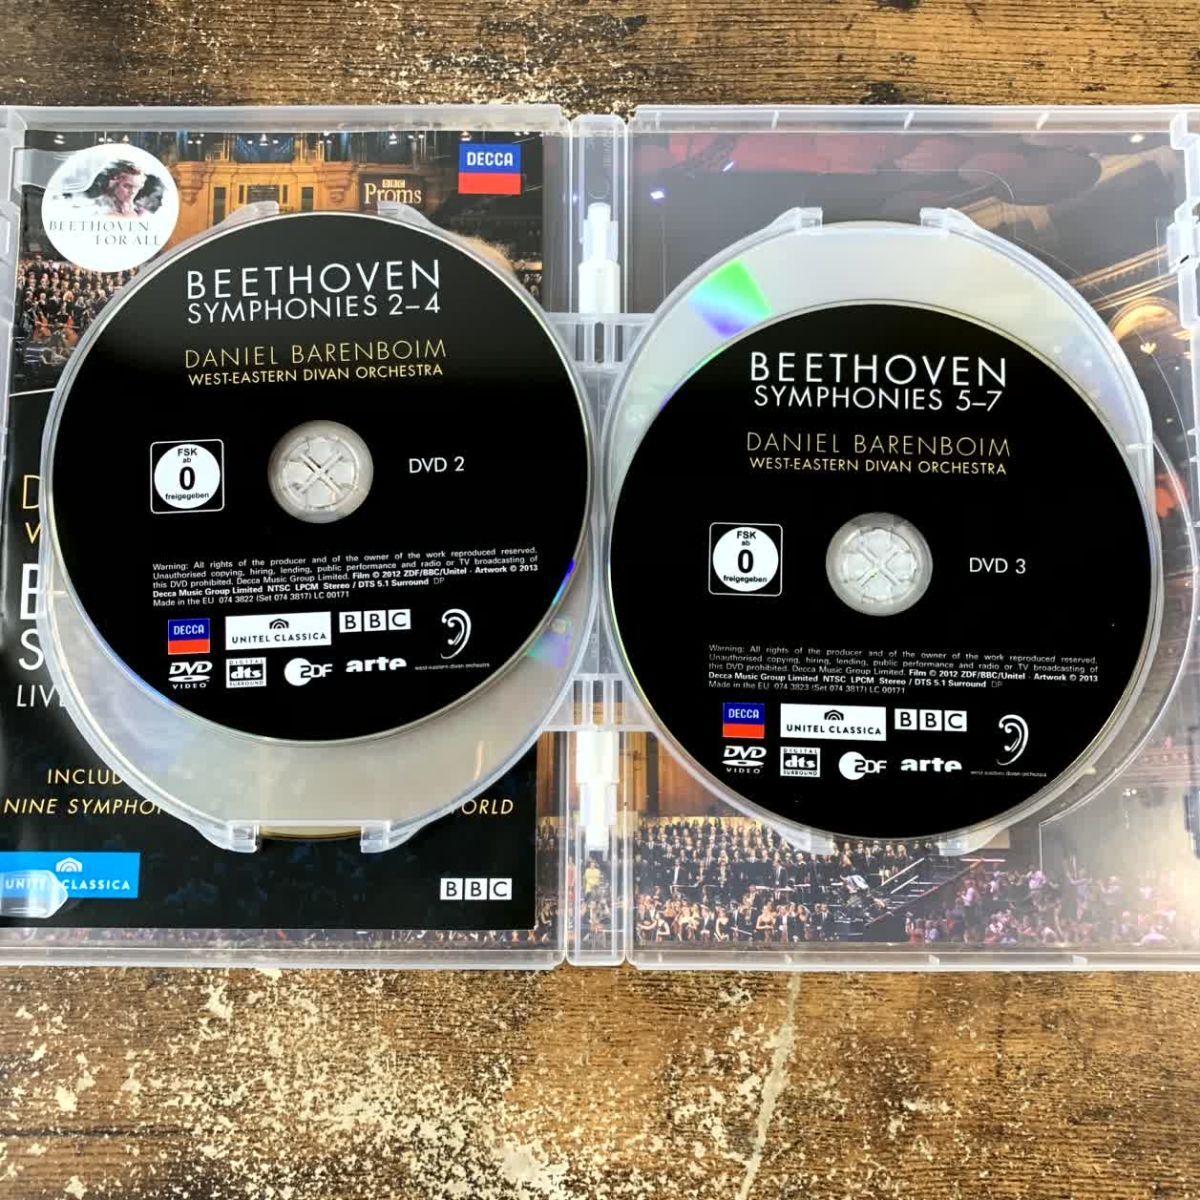 BEETHOVEN
FOR ALL
BBC
Proms
DECCA
BEETHOVEN
SYMPHONIES 2–4
DANIEL BARENBOIM
WEST-EASTERN DIVAN ORCHESTRA
FSK
ab
0
freigegeben
DVD 2
Warning: All rights of the producer and of the owner of the work reproduced reserved.
Unauthorised copying, hiring, lending, public performance and radio or TV broadcasting of
this DVD prohibited. Decca Music Group Limited. Film © 2012 ZDF/BBC/Unitel · Artwork © 2013
Decca Music Group Limited NTSC LPCM Stereo / DTS 5.1 Surround DP
Made in the EU 074 3822 (Set 074 3817) LC 00171
DECCA
UNITEL CLASSICA
BBC
DVD
VIDEO
DIGITAL
dts
SURROUND
ZDF
arte
west-eastern divan orchestra
LIV
INCLUD
NINE SYMPHO
ORLD
UNITE CLASSICA
BBC
BEETHOVEN
SYMPHONIES 5–7
DANIEL BARENBOIM
WEST-EASTERN DIVAN ORCHESTRA
FSK
ab
0
freigegeben
DVD 3
Warning: All rights of the producer and of the owner of the work reproduced reserved.
Unauthorised copying, hiring, lending, public performance and radio or TV broadcasting of
this DVD prohibited. Decca Music Group Limited. Film © 2012 ZDF/BBC/Unitel · Artwork © 2013
Decca Music Group Limited NTSC LPCM Stereo / DTS 5.1 Surround DP
Made in the EU 074 3823 (Set 074 3817) LC 00171
DECCA
UNITEL CLASSICA
BBC
DVD
VIDEO
DIGITAL
dts
SURROUND
ZDF
arte
west-eastern divan orchestra